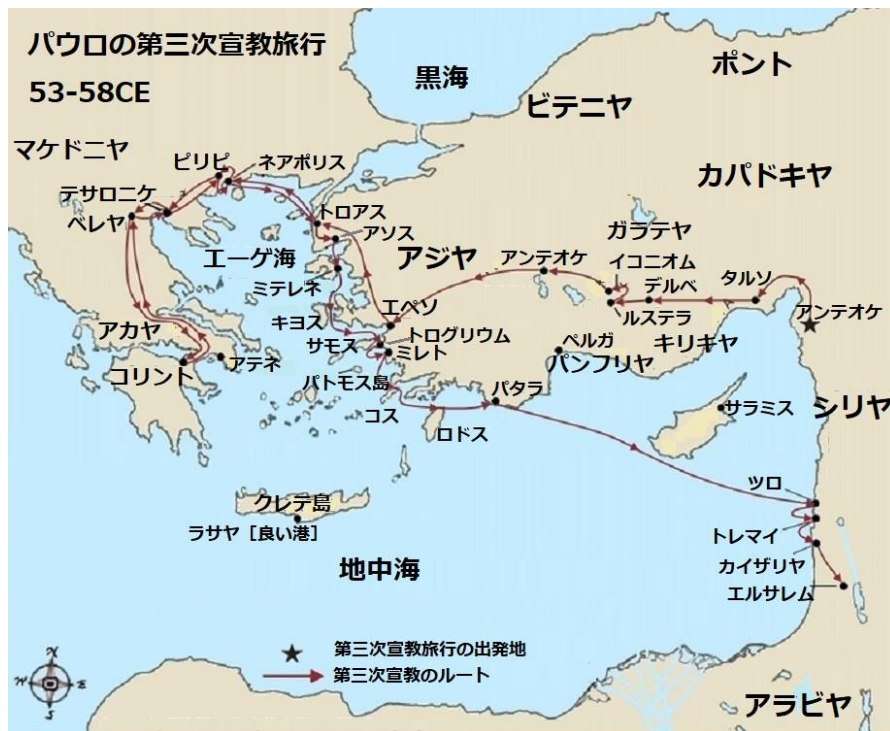 パウロの第三次宣教旅行
53-58CE
黒海
ポント
ビテニヤ
マケドニヤ
ピリピ
ネアポリス
カパドキヤ
テサロニケ
ベレヤ
トロアス
アソス
ガラテヤ
エーゲ海
アジヤ
アンテオケ
イコニオム
デルベ
タルソ
ミテレネ
アンテオケ
キヨス
エペソ
ルステラ
アカヤ
サモス
トログリウム
ペルガ
キリキヤ
アテネ
ミレト
パンフリヤ
コリント
パトモス島
パタラ
コス
サラミス
シリヤ
ロドス
ツロ
クレテ島
ラサヤ［良い港］
トレマイ
カイザリヤ
地中海
エルサレム
第三次宣教旅行の出発地
第三次宣教のルート
N
W
E
S
アラビヤ